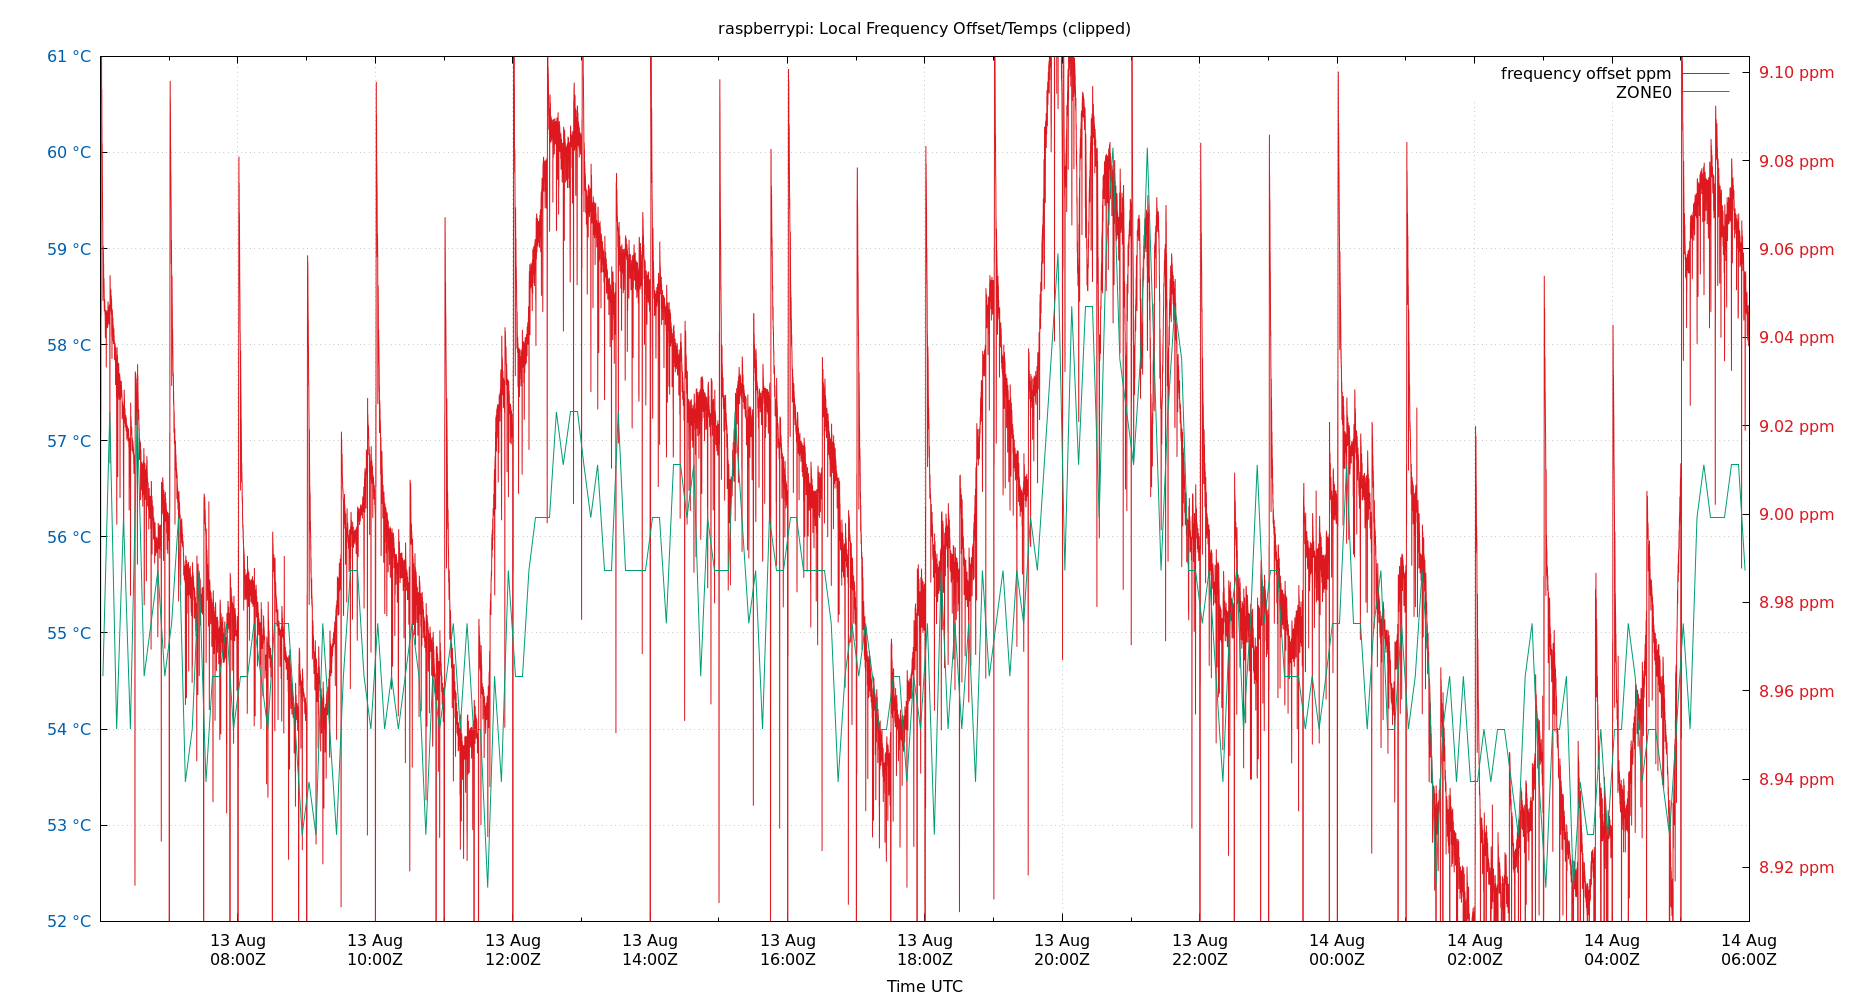 raspberrypi: Local Frequency Offset/Temps (clipped)
61 °C
60 °C
59 °C
58 °C
57 °C
56 °C
55 °C
54 °C
53 °C
52 °C
frequency offset ppm
ZONE0
9.10 ppm
9.08 ppm
9.06 ppm
9.04 ppm
9.02 ppm
9.00 ppm
8.98 ppm
8.96 ppm
8.94 ppm
8.92 ppm
13 Aug
08:00Z
13 Aug
10:00Z
13 Aug
12:00Z
13 Aug
14:00Z
13 Aug
16:00Z
13 Aug
18:00Z
13 Aug
20:00Z
13 Aug
22:00Z
14 Aug
00:00Z
14 Aug
02:00Z
14 Aug
04:00Z
14 Aug
06:00Z
Time UTC